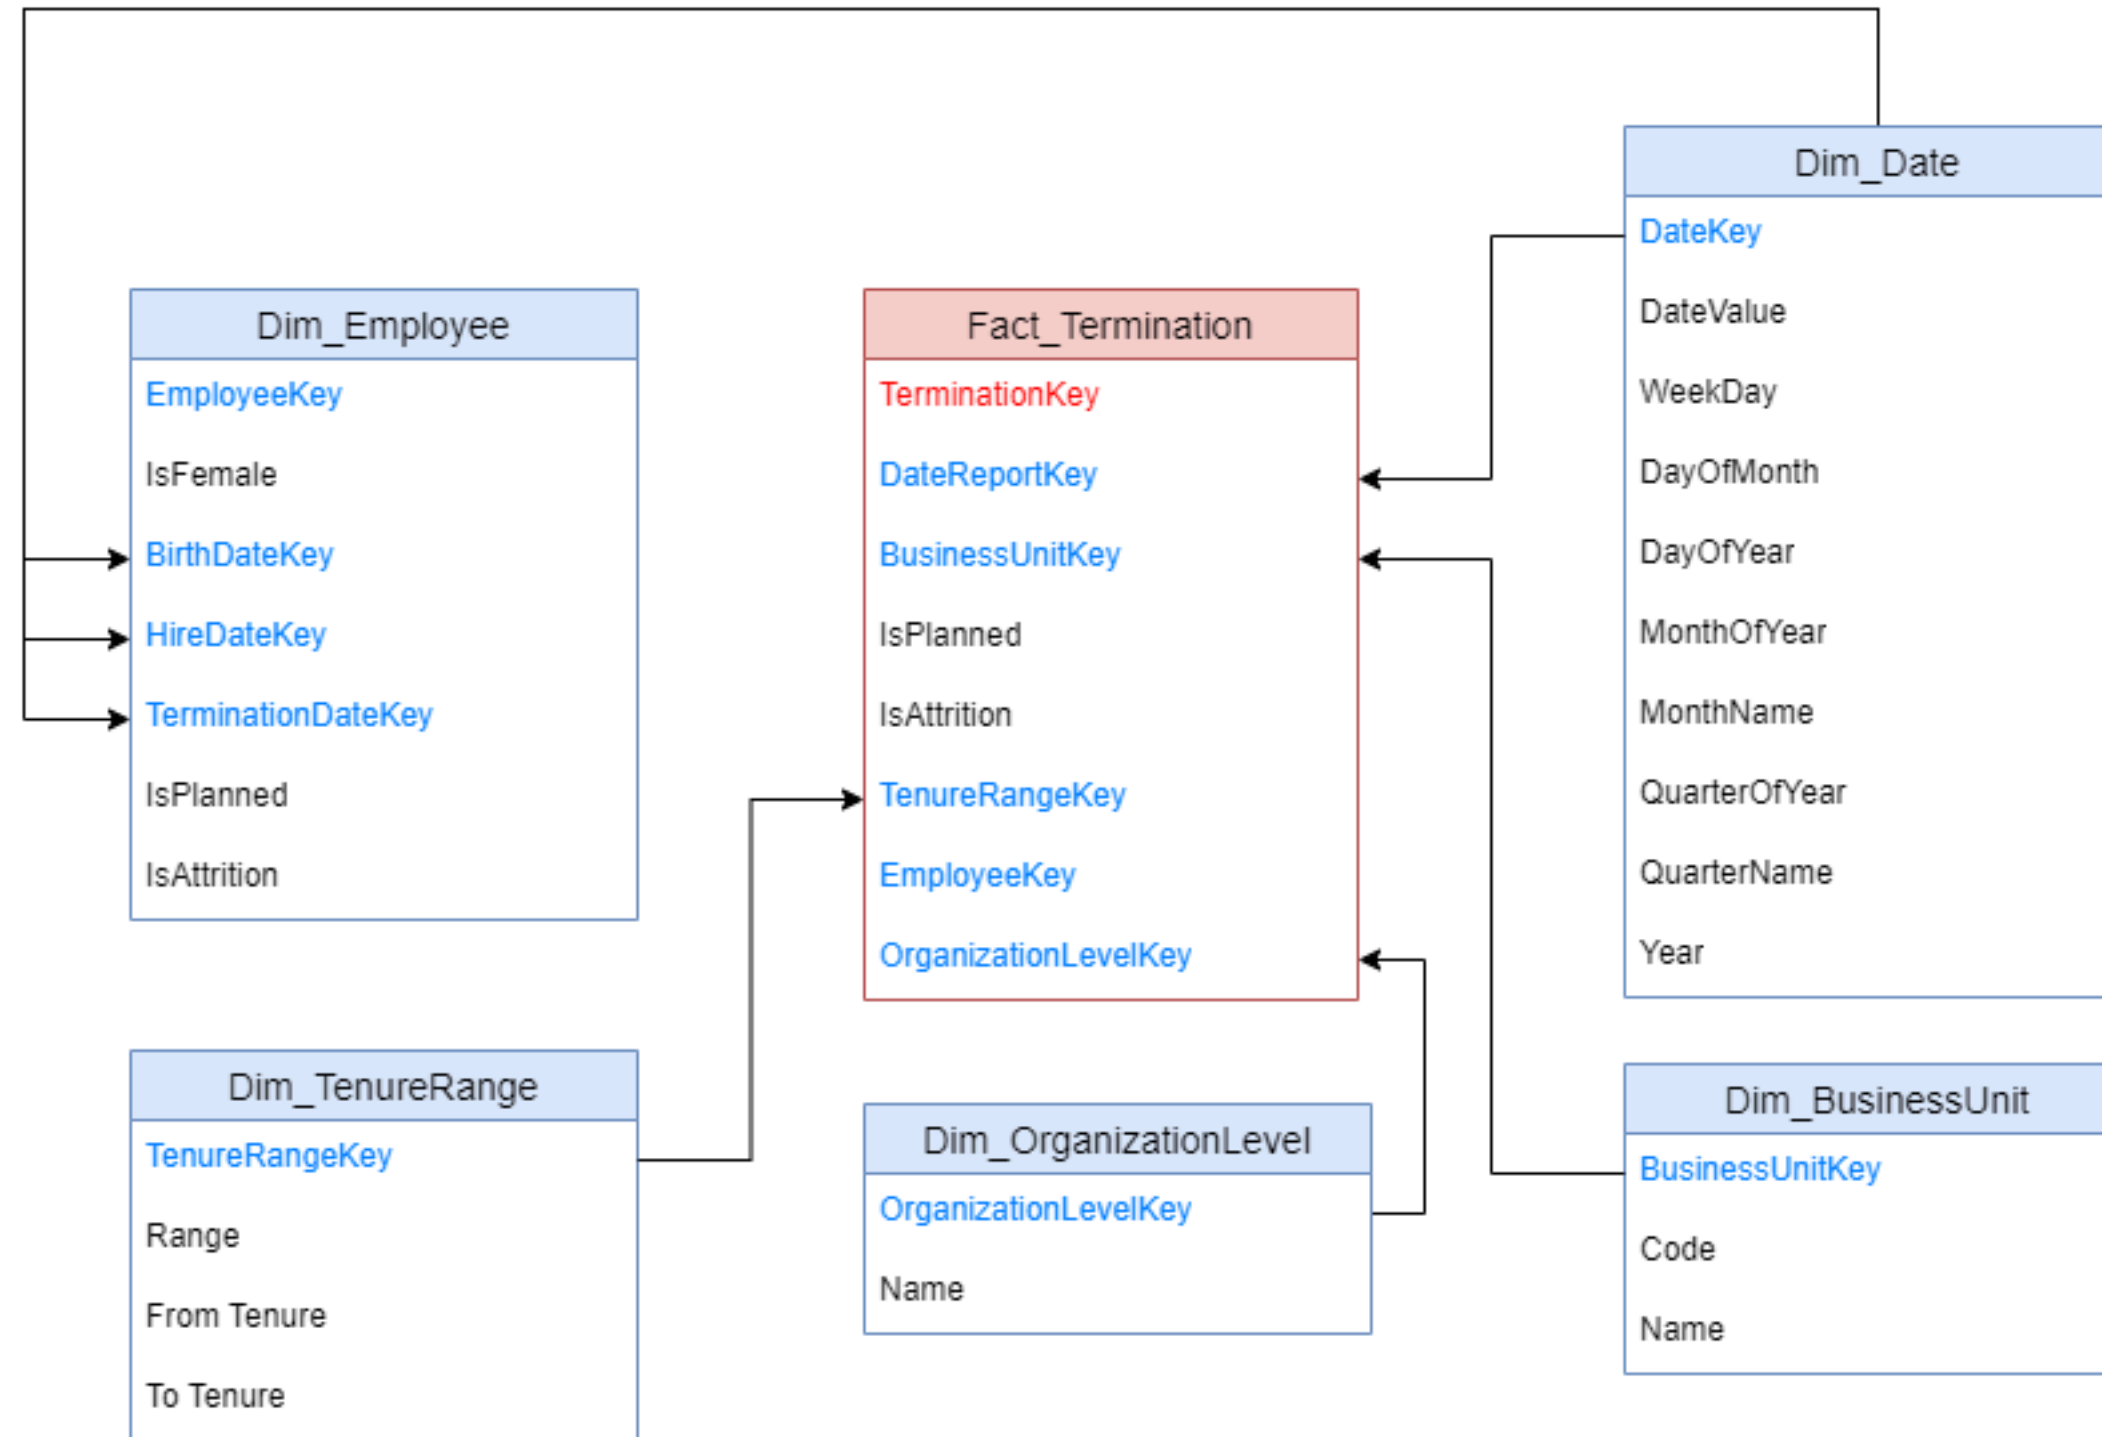 Dim_Date
DateKey
DateValue
WeekDay
DayOfMonth
DayOfYear
MonthOfYear
MonthName
QuarterOfYear
QuarterName
Year
Dim_Employee
EmployeeKey
IsFemale
BirthDateKey
HireDateKey
TerminationDateKey
IsPlanned
IsAttrition
Fact_Termination
TerminationKey
DateReportKey
BusinessUnitKey
IsPlanned
IsAttrition
TenureRangeKey
EmployeeKey
OrganizationLevelKey
Dim_TenureRange
TenureRangeKey
Range
From Tenure
To Tenure
Dim_OrganizationLevel
OrganizationLevelKey
Name
Dim_BusinessUnit
BusinessUnitKey
Code
Name